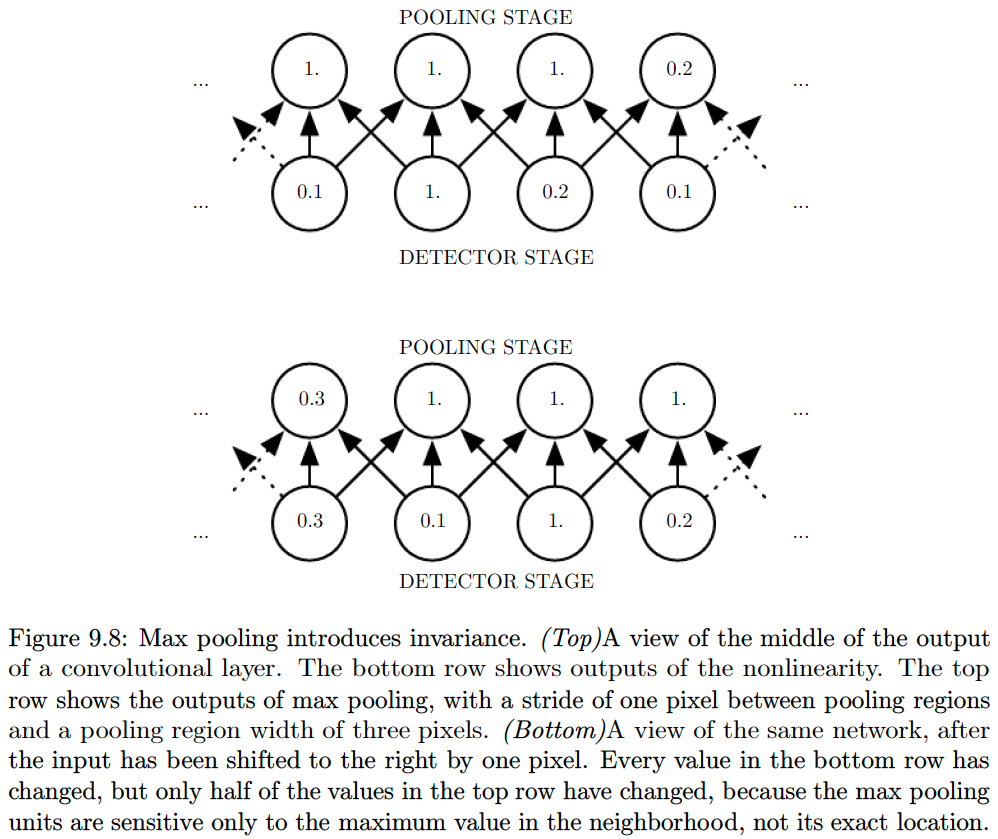 POOLING STAGE
... 1. 1. 1. 0.2 ...
... 0.1 1. 0.2 0.1 ...
DETECTOR STAGE
POOLING STAGE
... 0.3 1. 1. 1. ...
... 0.3 0.1 1. 0.2 ...
DETECTOR STAGE
Figure 9.8: Max pooling introduces invariance. (Top)A view of the middle of the output
of a convolutional layer. The bottom row shows outputs of the nonlinearity. The top
row shows the outputs of max pooling, with a stride of one pixel between pooling regions
and a pooling region width of three pixels. (Bottom)A view of the same network, after
the input has been shifted to the right by one pixel. Every value in the bottom row has
changed, but only half of the values in the top row have changed, because the max pooling
units are sensitive only to the maximum value in the neighborhood, not its exact location.